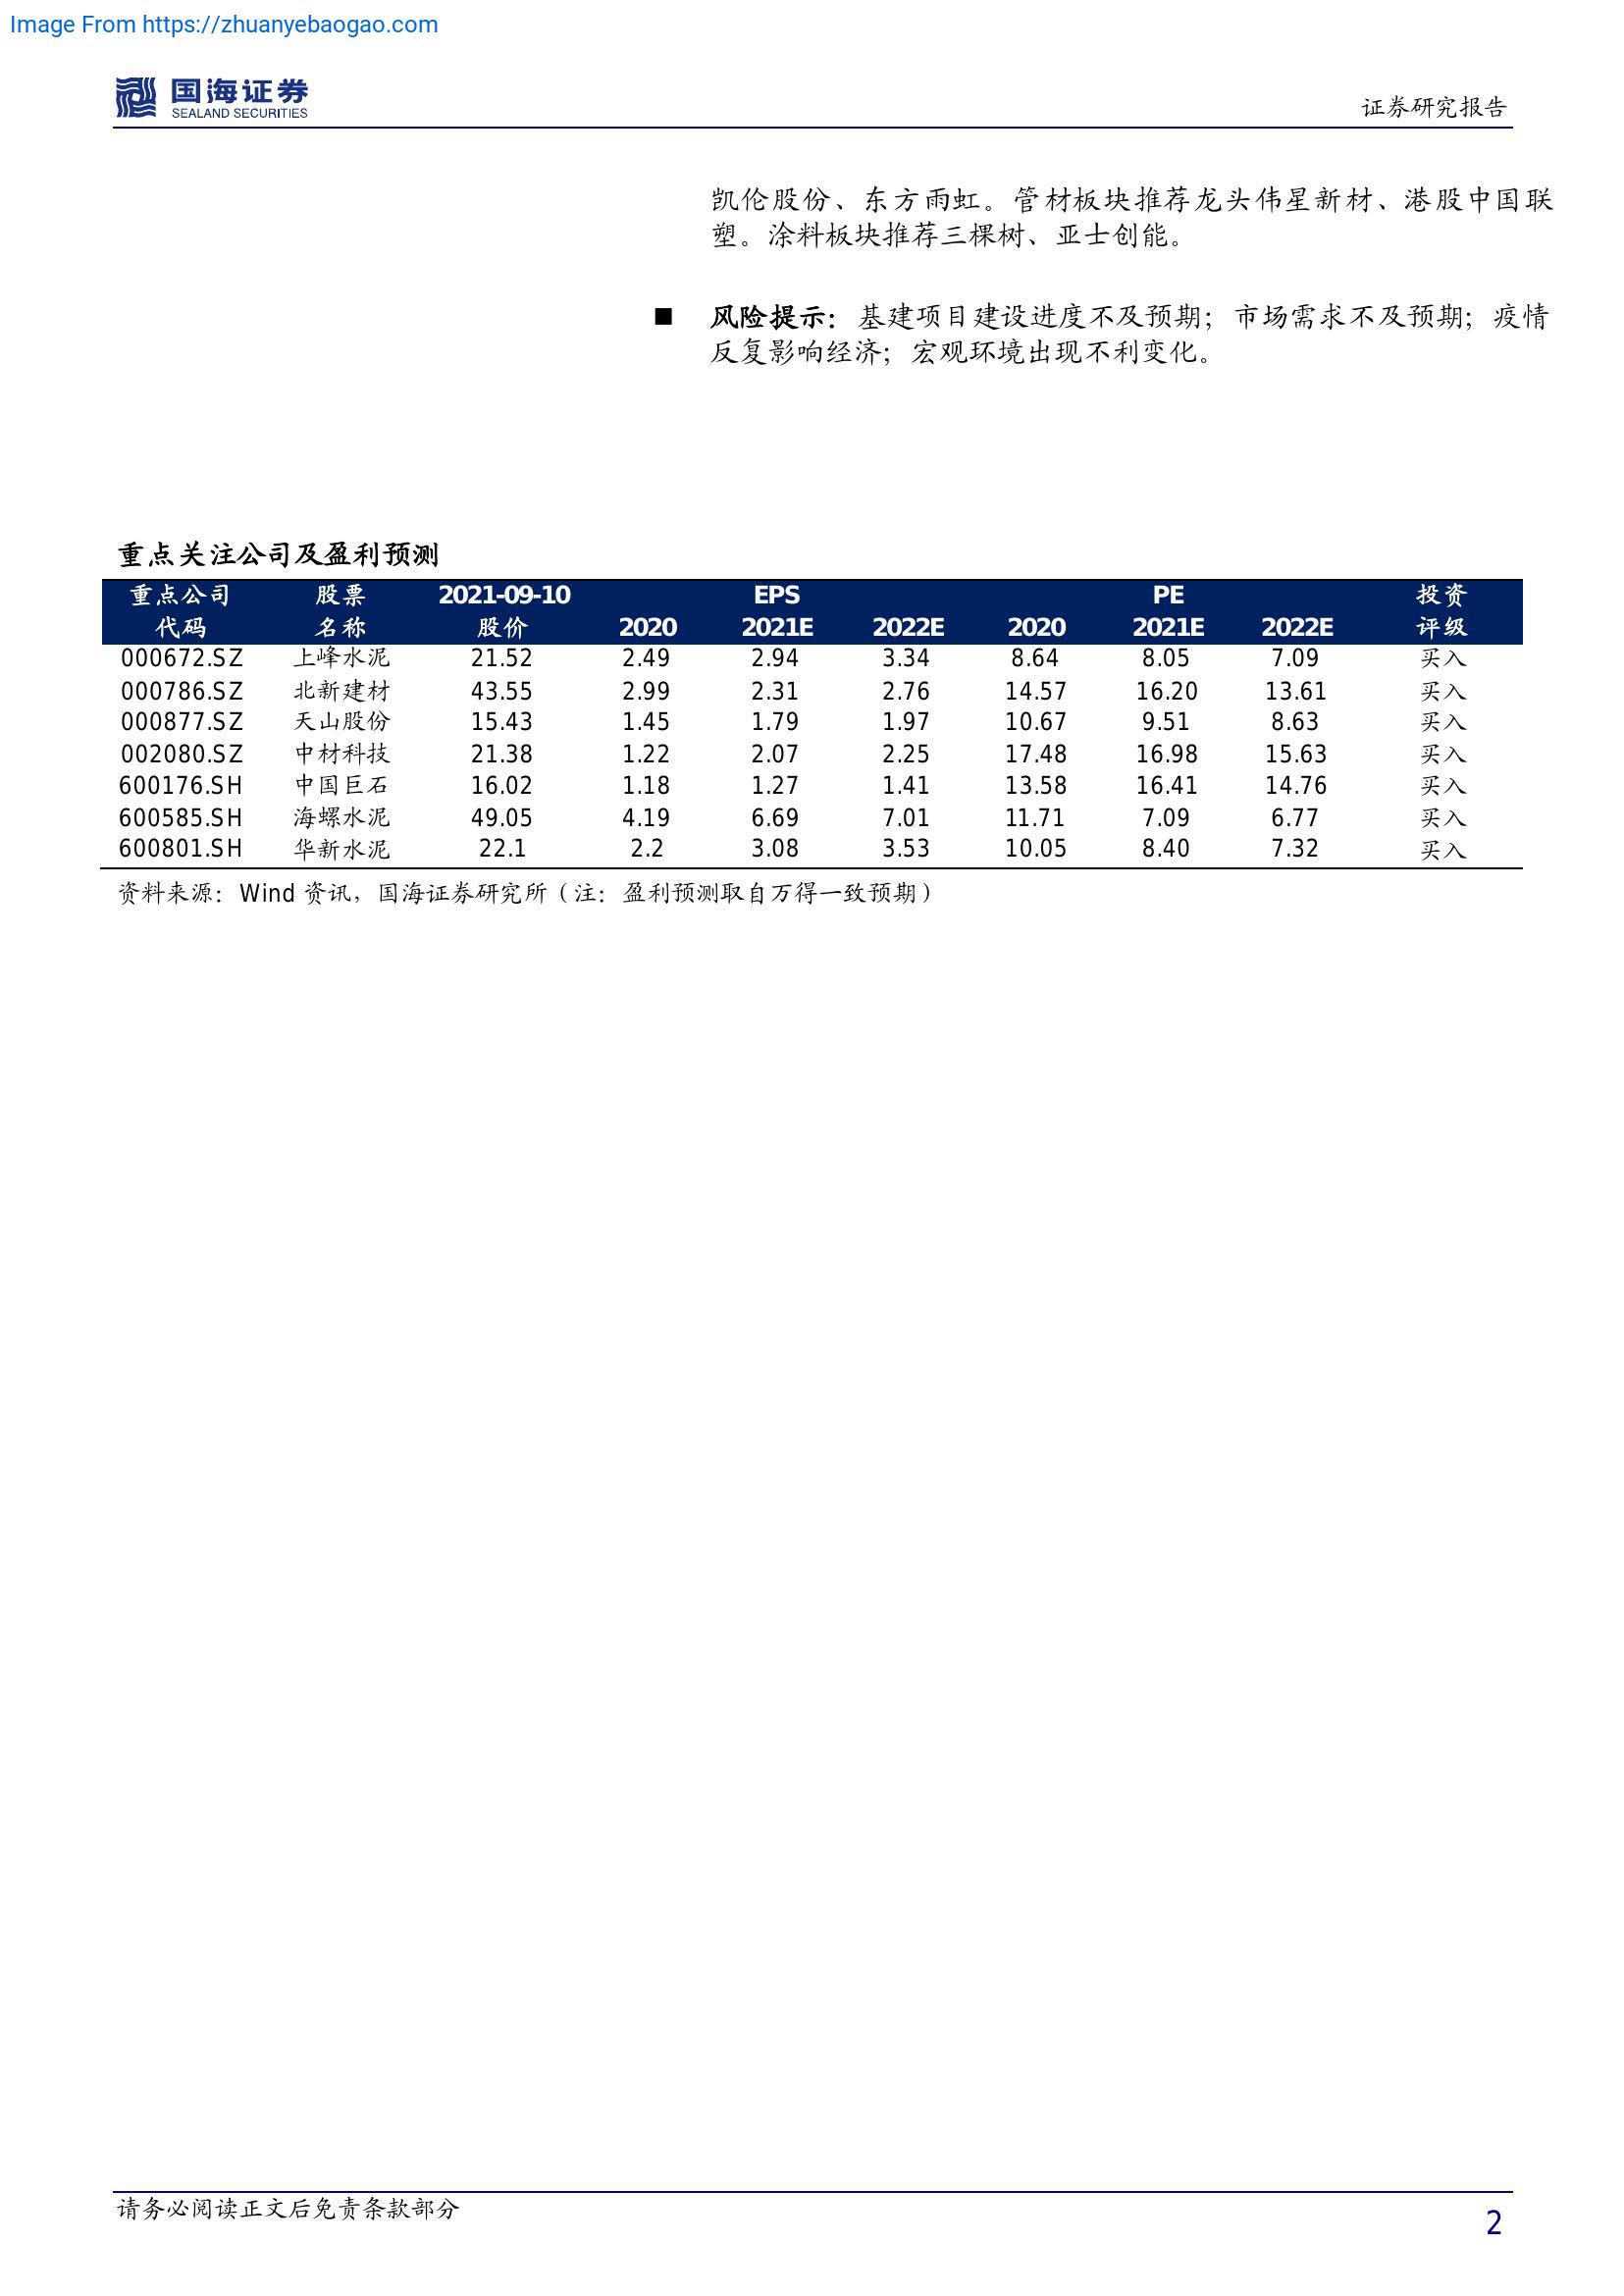 Image From https://zhuanyebaogao.com
国海证券
SEALAND SECURITIES
证券研究报告
凯伦股份、东方雨虹。管材板块推荐龙头伟星新材、港股中国联
塑。涂料板块推荐三棵树、亚士创能。
■ 风险提示：基建项目建设进度不及预期；市场需求不及预期；疫情
反复影响经济；宏观环境出现不利变化。
重点关注公司及盈利预测
重点公司 股票 2021-09-10 EPS PE 投资
代码 名称 股价 2020 2021E 2022E 2020 2021E 2022E 评级
000672.SZ 上峰水泥 21.52 2.49 2.94 3.34 8.64 8.05 7.09 买入
000786.SZ 北新建材 43.55 2.99 2.31 2.76 14.57 16.20 13.61 买入
000877.SZ 天山股份 15.43 1.45 1.79 1.97 10.67 9.51 8.63 买入
002080.SZ 中材科技 21.38 1.22 2.07 2.25 17.48 16.98 15.63 买入
600176.SH 中国巨石 16.02 1.18 1.27 1.41 13.58 16.41 14.76 买入
600585.SH 海螺水泥 49.05 4.19 6.69 7.01 11.71 7.09 6.77 买入
600801.SH 华新水泥 22.1 2.2 3.08 3.53 10.05 8.40 7.32 买入
资料来源：Wind 资讯，国海证券研究所（注：盈利预测取自万得一致预期）
请务必阅读正文后免责条款部分
2